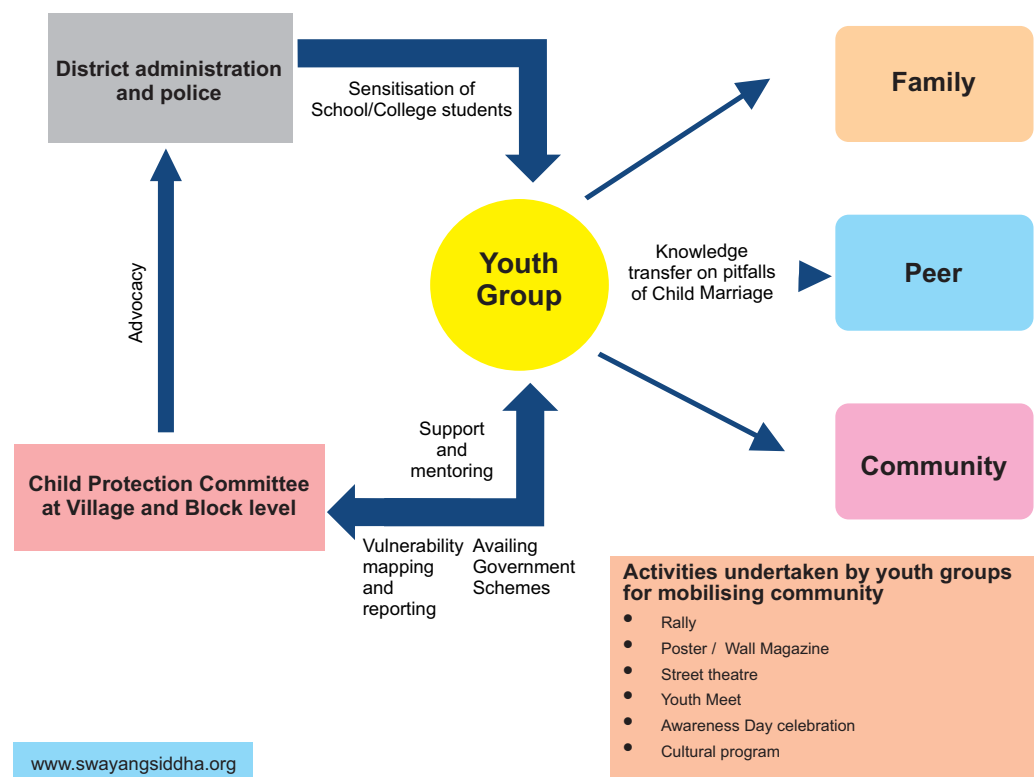 District administration
and police
Sensitisation of
School/College students
Family
Youth
Group
Knowledge
transfer on pitfalls
of Child Marriage
Peer
Advocacy
Community
Support
and
mentoring
Child Protection Committee
at Village and Block level
Vulnerability
mapping
and
reporting
Availing
Government
Schemes
Activities undertaken by youth groups
for mobilising community
• Rally
• Poster / Wall Magazine
• Street theatre
• Youth Meet
• Awareness Day celebration
• Cultural program
www.swayangsiddha.org